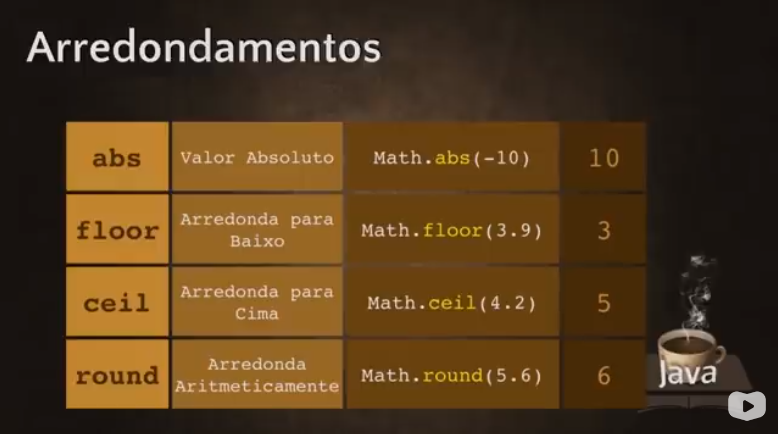 Arredondamentos
abs
Valor Absoluto
Math.abs(-10)
10
floor
Arredonda para
Baixo
Math.floor(3.9)
3
ceil
Arredonda para
Cima
Math.ceil(4.2)
5
round
Arredonda
Aritmeticamente
Math.round(5.6)
6
Java